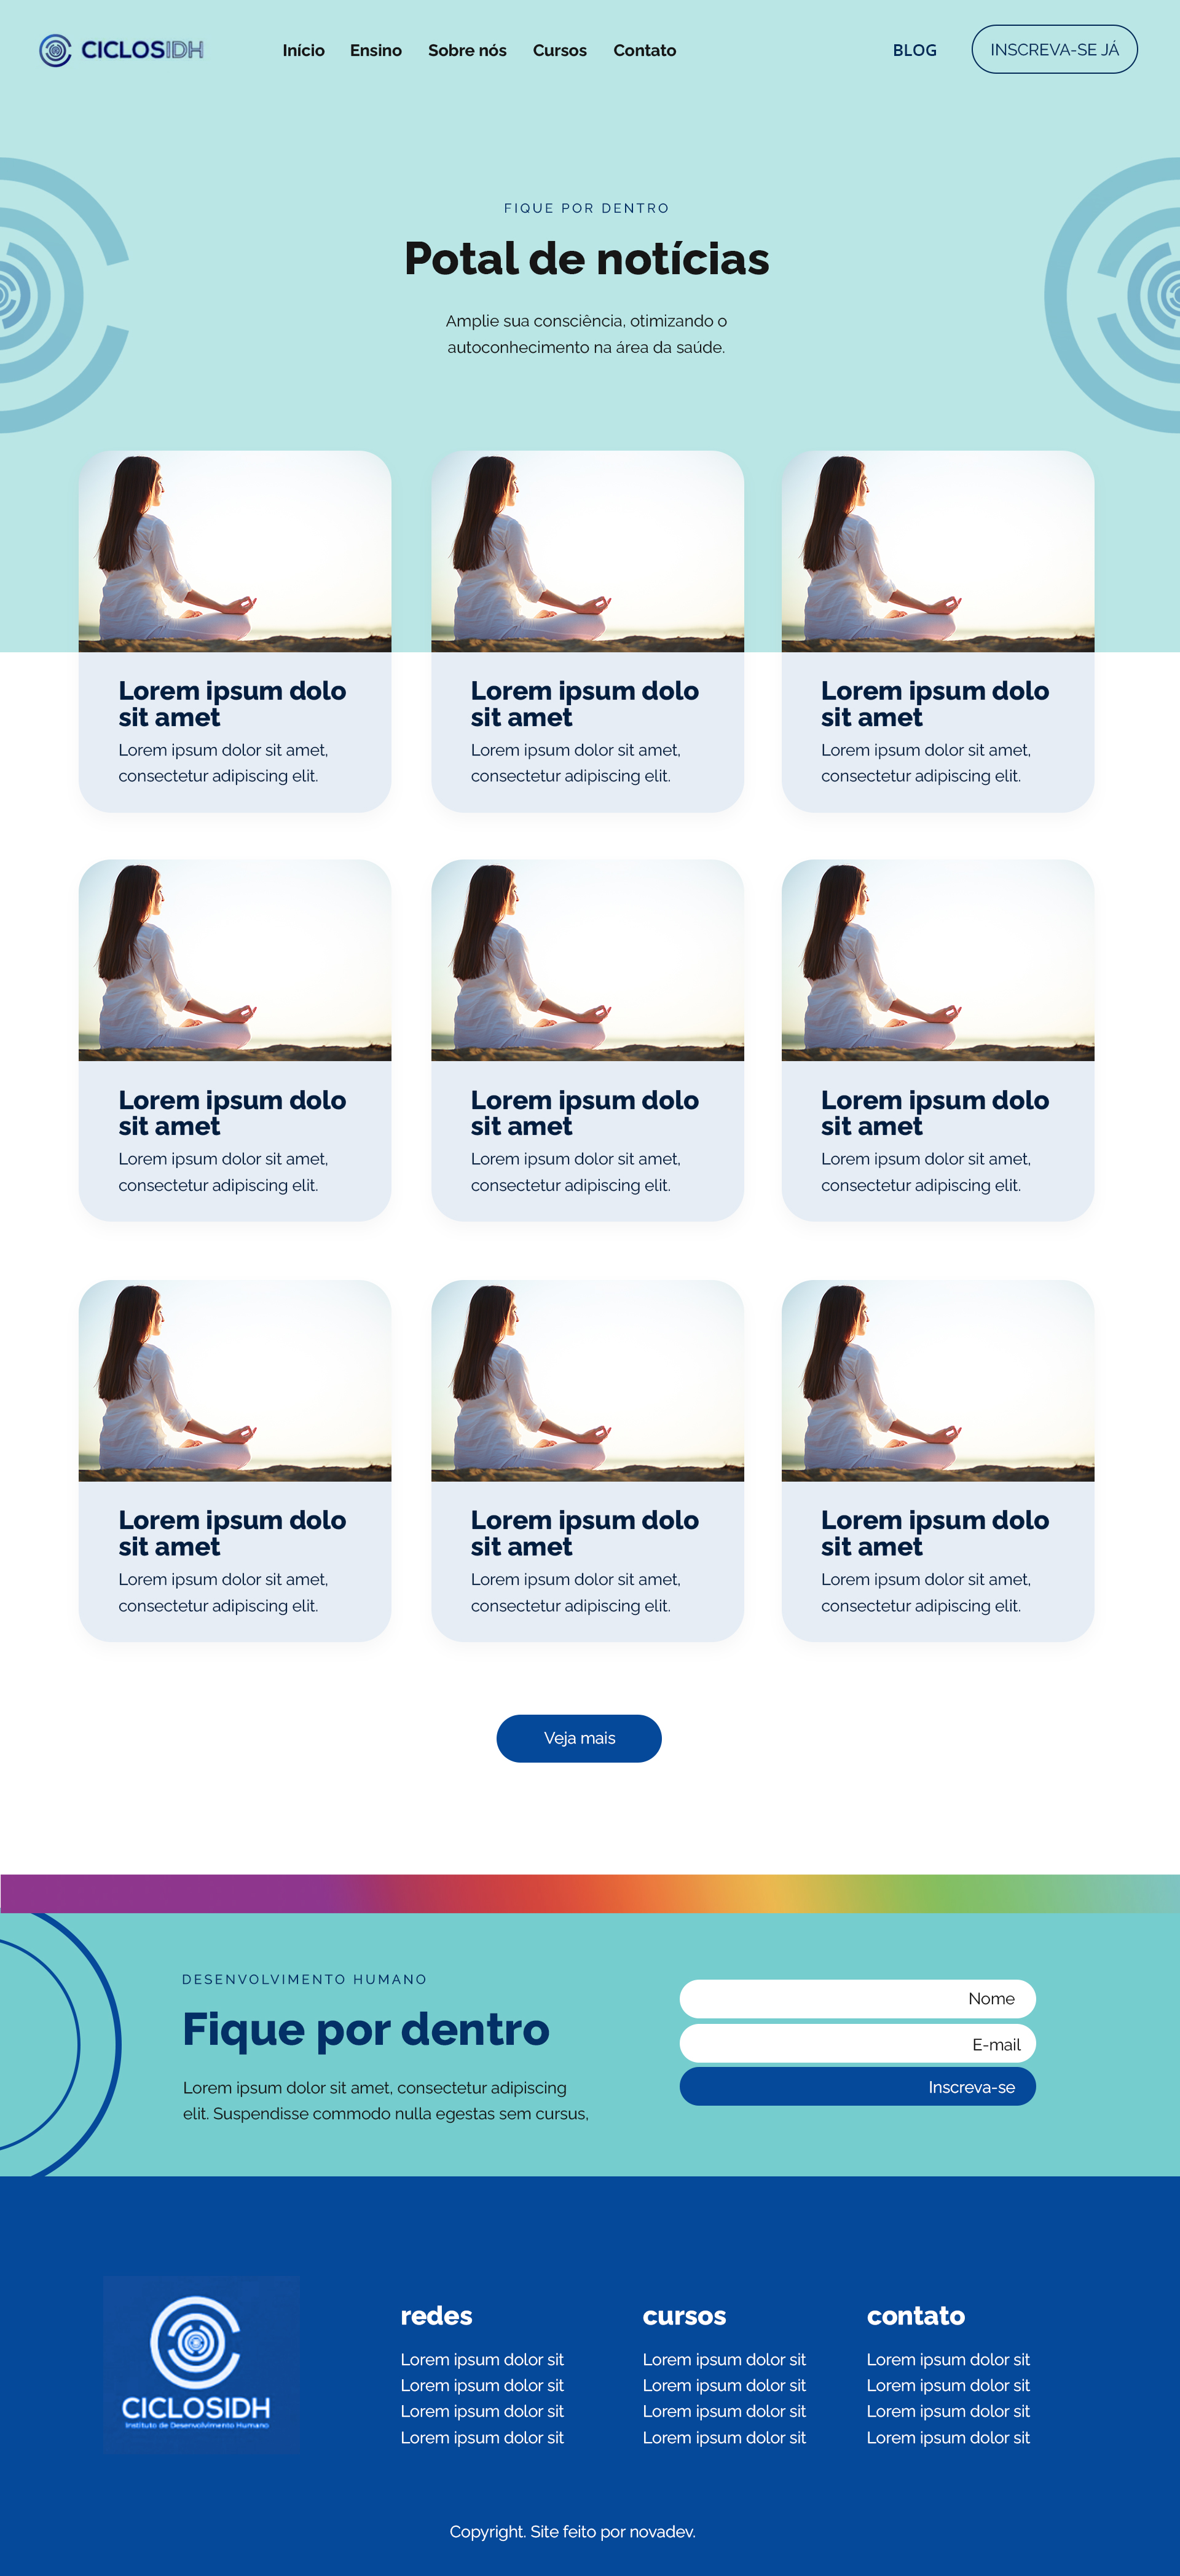 CICLOSIDH
Início Ensino Sobre nós Cursos Contato
BLOG
INSCREVA-SE JÁ
FIQUE POR DENTRO
Potal de notícias
Amplie sua consciência, otimizando o
autoconhecimento na área da saúde.
Lorem ipsum dolo
sit amet
Lorem ipsum dolor sit amet,
consectetur adipiscing elit.
Lorem ipsum dolo
sit amet
Lorem ipsum dolor sit amet,
consectetur adipiscing elit.
Lorem ipsum dolo
sit amet
Lorem ipsum dolor sit amet,
consectetur adipiscing elit.
Lorem ipsum dolo
sit amet
Lorem ipsum dolor sit amet,
consectetur adipiscing elit.
Lorem ipsum dolo
sit amet
Lorem ipsum dolor sit amet,
consectetur adipiscing elit.
Lorem ipsum dolo
sit amet
Lorem ipsum dolor sit amet,
consectetur adipiscing elit.
Lorem ipsum dolo
sit amet
Lorem ipsum dolor sit amet,
consectetur adipiscing elit.
Lorem ipsum dolo
sit amet
Lorem ipsum dolor sit amet,
consectetur adipiscing elit.
Lorem ipsum dolo
sit amet
Lorem ipsum dolor sit amet,
consectetur adipiscing elit.
Veja mais
DESENVOLVIMENTO HUMANO
Fique por dentro
Lorem ipsum dolor sit amet, consectetur adipiscing
elit. Suspendisse commodo nulla egestas sem cursus,
Nome
E-mail
Inscreva-se
CICLOSIDH
Instituto de Desenvolvimento Humano
redes
Lorem ipsum dolor sit
Lorem ipsum dolor sit
Lorem ipsum dolor sit
Lorem ipsum dolor sit
cursos
Lorem ipsum dolor sit
Lorem ipsum dolor sit
Lorem ipsum dolor sit
Lorem ipsum dolor sit
contato
Lorem ipsum dolor sit
Lorem ipsum dolor sit
Lorem ipsum dolor sit
Lorem ipsum dolor sit
Copyright. Site feito por novadev.